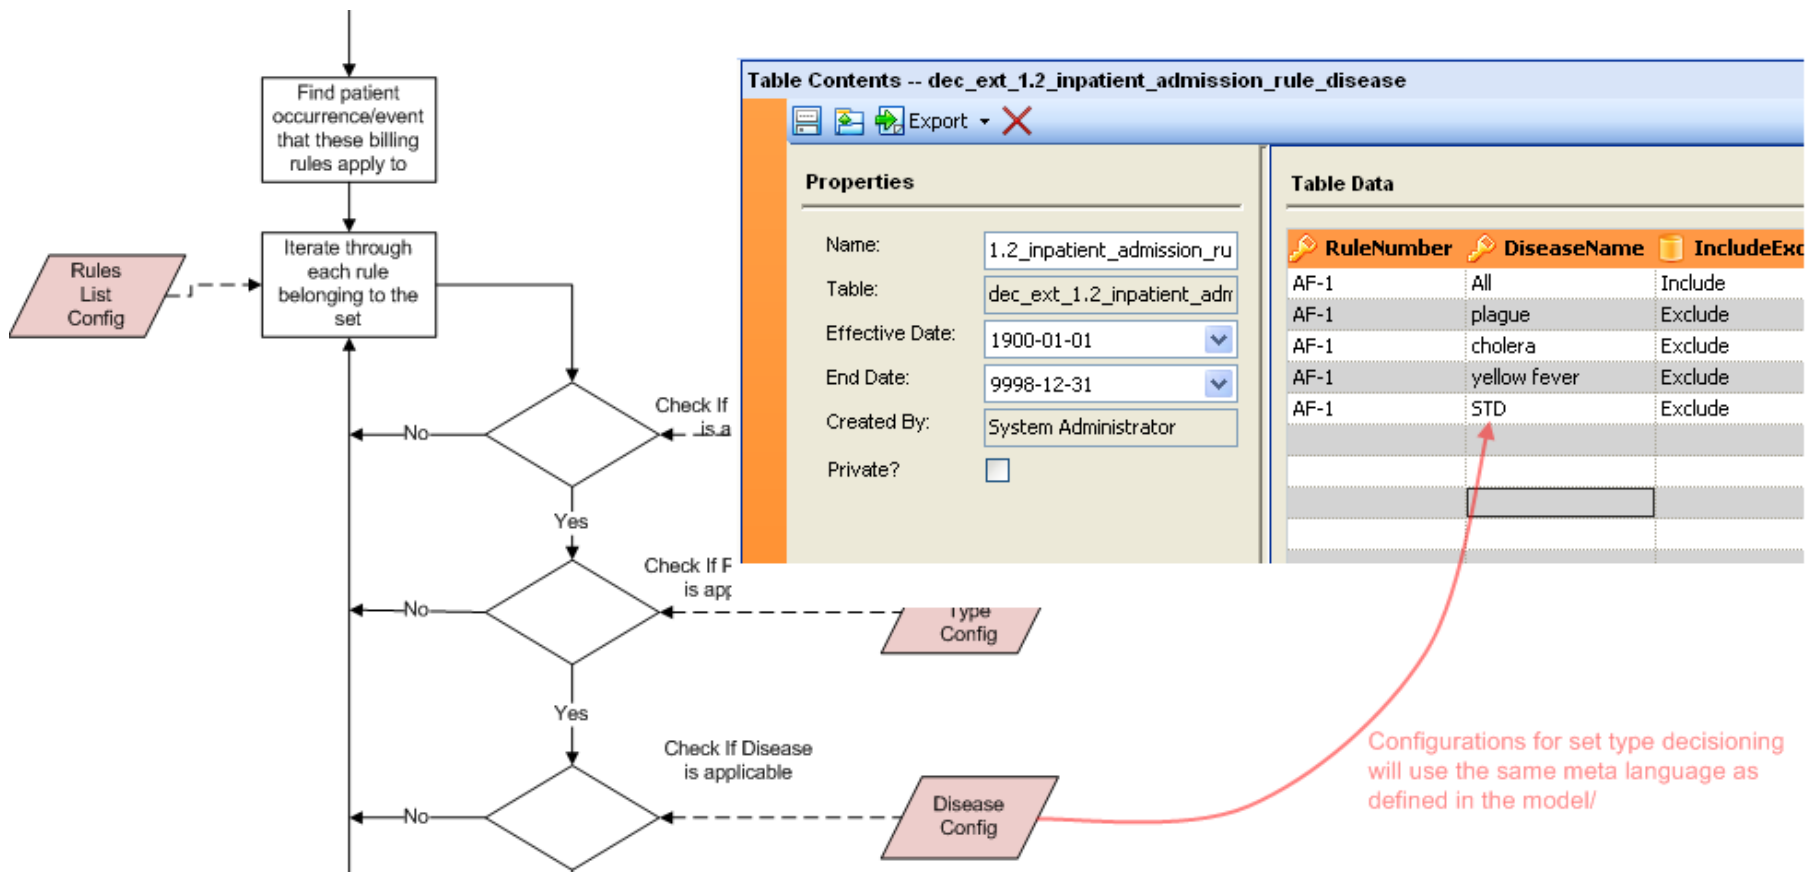 Find patient
occurrence/event
that these billing
rules apply to
Iterate through
each rule
belonging to the
set
Rules
List
Config
No
Check If
is a
Yes
No
Check If
is app
Type
Config
Yes
Check If Disease
is applicable
No
Disease
Config
Table Contents -- dec_ext_1.2_inpatient_admission_rule_disease
Export
Properties
Name:
1.2_inpatient_admission_ru
Table:
dec_ext_1.2_inpatient_adm
Effective Date:
1900-01-01
End Date:
9998-12-31
Created By:
System Administrator
Private?
Table Data
RuleNumber DiseaseName IncludeExc
AF-1 All Include
AF-1 plague Exclude
AF-1 cholera Exclude
AF-1 yellow fever Exclude
AF-1 STD Exclude
Configurations for set type decisioning
will use the same meta language as
defined in the model/